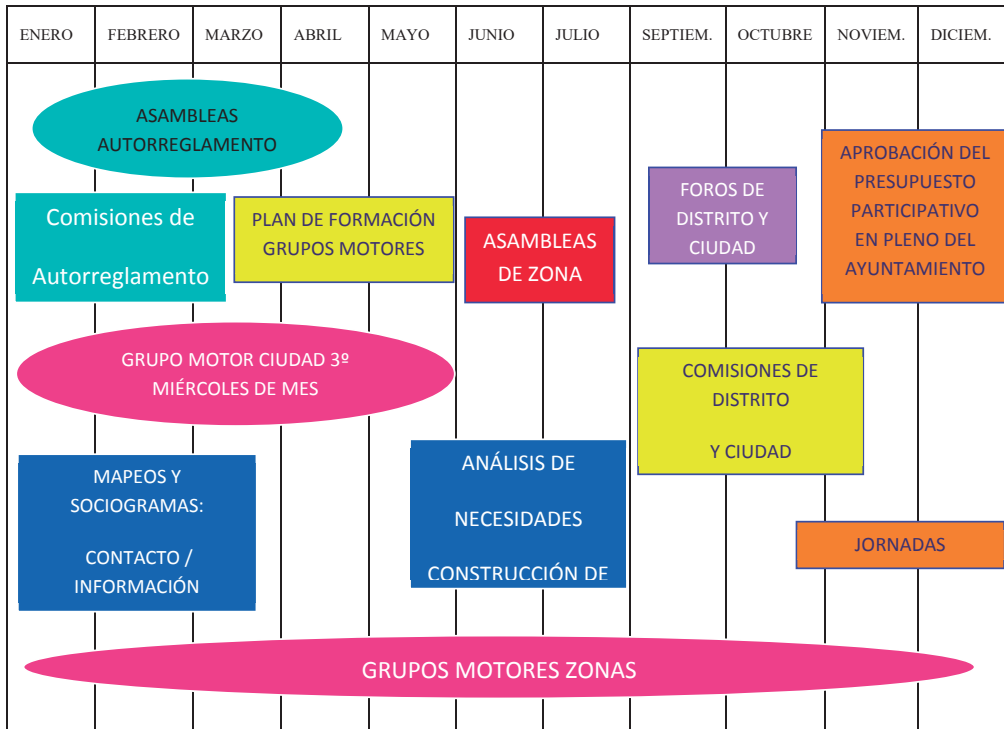 ENERO FEBRERO MARZO ABRIL MAYO JUNIO JULIO SEPTIEM. OCTUBRE NOVIEM. DICIEM.
ASAMBLEAS
AUTORREGLAMENTO
Comisiones de
Autorreglamento
PLAN DE FORMACIÓN
GRUPOS MOTORES
ASAMBLEAS
DE ZONA
FOROS DE
DISTRITO Y
CIUDAD
APROBACIÓN DEL
PRESUPUESTO
PARTICIPATIVO
EN PLENO DEL
AYUNTAMIENTO
GRUPO MOTOR CIUDAD 3º
MIÉRCOLES DE MES
COMISIONES DE
DISTRITO
Y CIUDAD
MAPEOS Y
SOCIOGRAMAS:
CONTACTO /
INFORMACIÓN
ANÁLISIS DE
NECESIDADES
CONSTRUCCIÓN DE
JORNADAS
GRUPOS MOTORES ZONAS